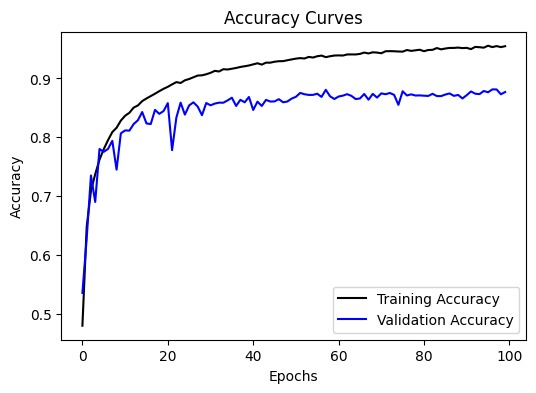 Accuracy Curves
Accuracy
0.9
0.8
0.7
0.6
0.5
Training Accuracy
Validation Accuracy
0 20 40 60 80 100
Epochs